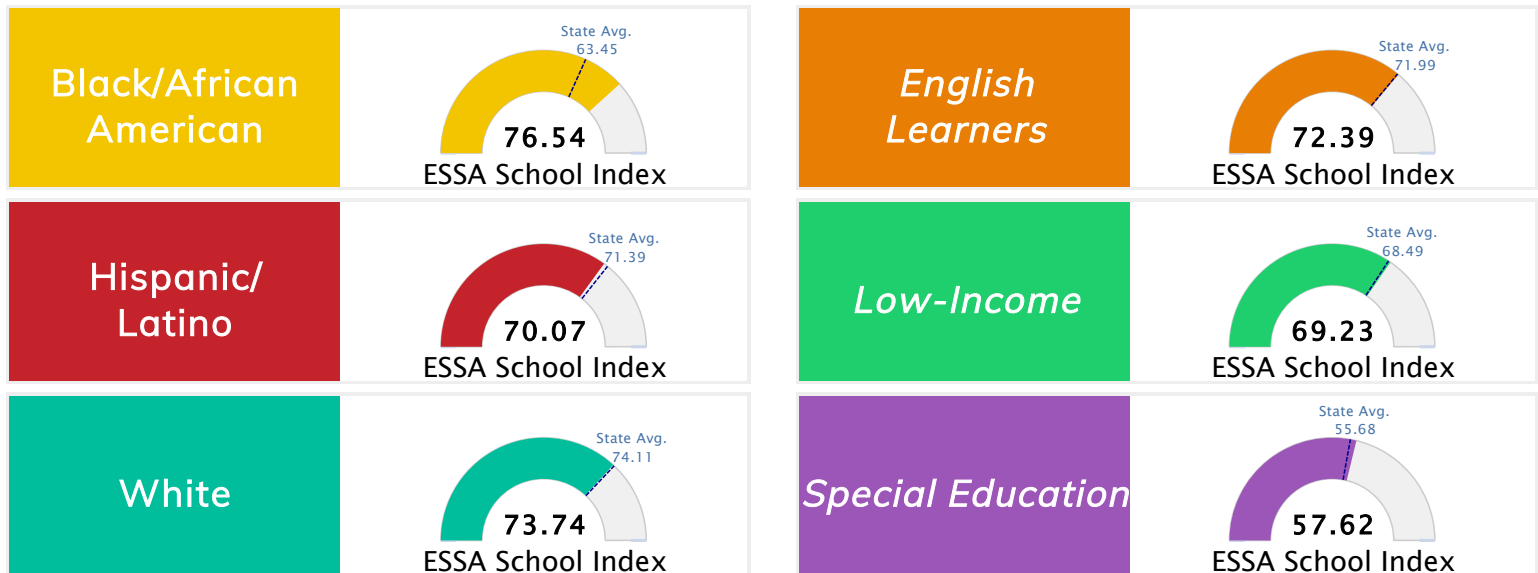 Black/African
American
State Avg.
63.45
76.54
ESSA School Index
English
Learners
State Avg.
71.99
72.39
ESSA School Index
Hispanic/
Latino
State Avg.
71.39
70.07
ESSA School Index
Low-Income
State Avg.
68.49
69.23
ESSA School Index
White
State Avg.
74.11
73.74
ESSA School Index
Special Education
State Avg.
55.68
57.62
ESSA School Index